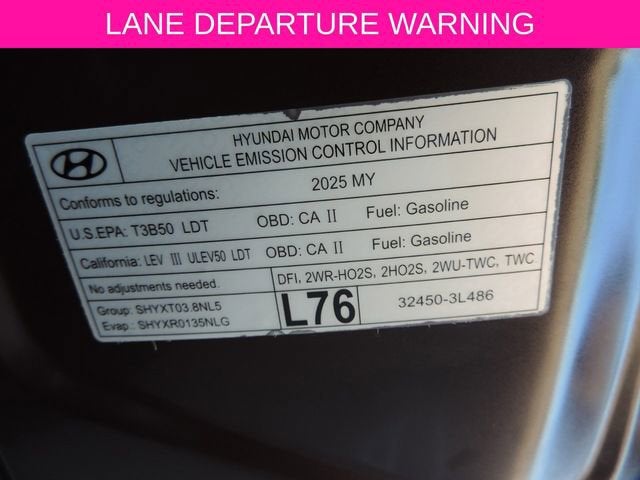 LANE DEPARTURE WARNING
HYUNDAI MOTOR COMPANY
VEHICLE EMISSION CONTROL INFORMATION
Conforms to regulations: 2025 MY
U.S.EPA: T3B50 LDT OBD: CA II Fuel: Gasoline
California: LEV III ULEV50 LDT OBD: CA II Fuel: Gasoline
No adjustments needed. DFI, 2WR-HO2S, 2HO2S, 2WU-TWC, TWC
Group: SHYXT03.8NL5 L76 32450-3L486
Evap : SHYXR0135NLG